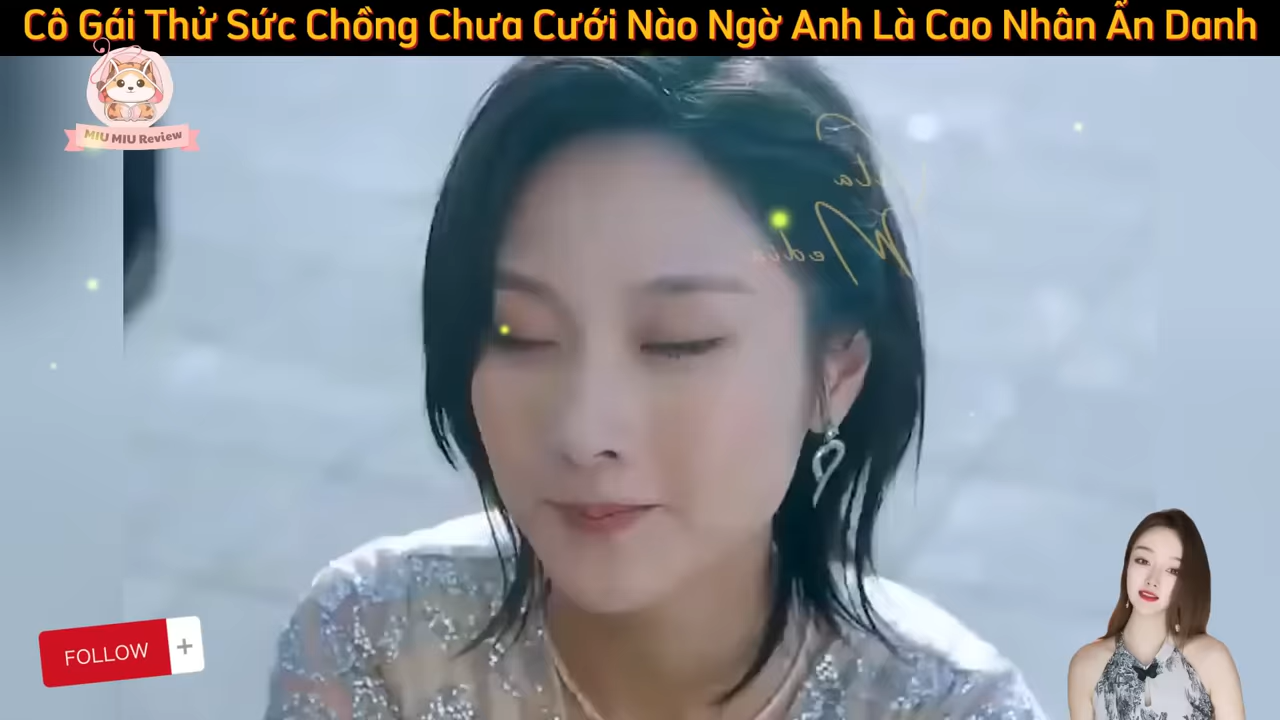 Cô Gái Thử Sức Chồng Chưa Cưới Nào Ngờ Anh Là Cao Nhân Ẩn Danh
MIU MIU Review
Media
FOLLOW +